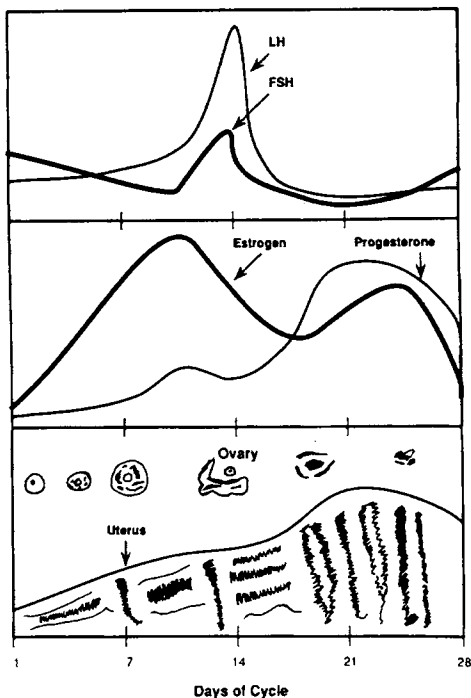 LH
FSH
Estrogen
Progesterone
Ovary
Uterus
1 7 14 21 28
Days of Cycle